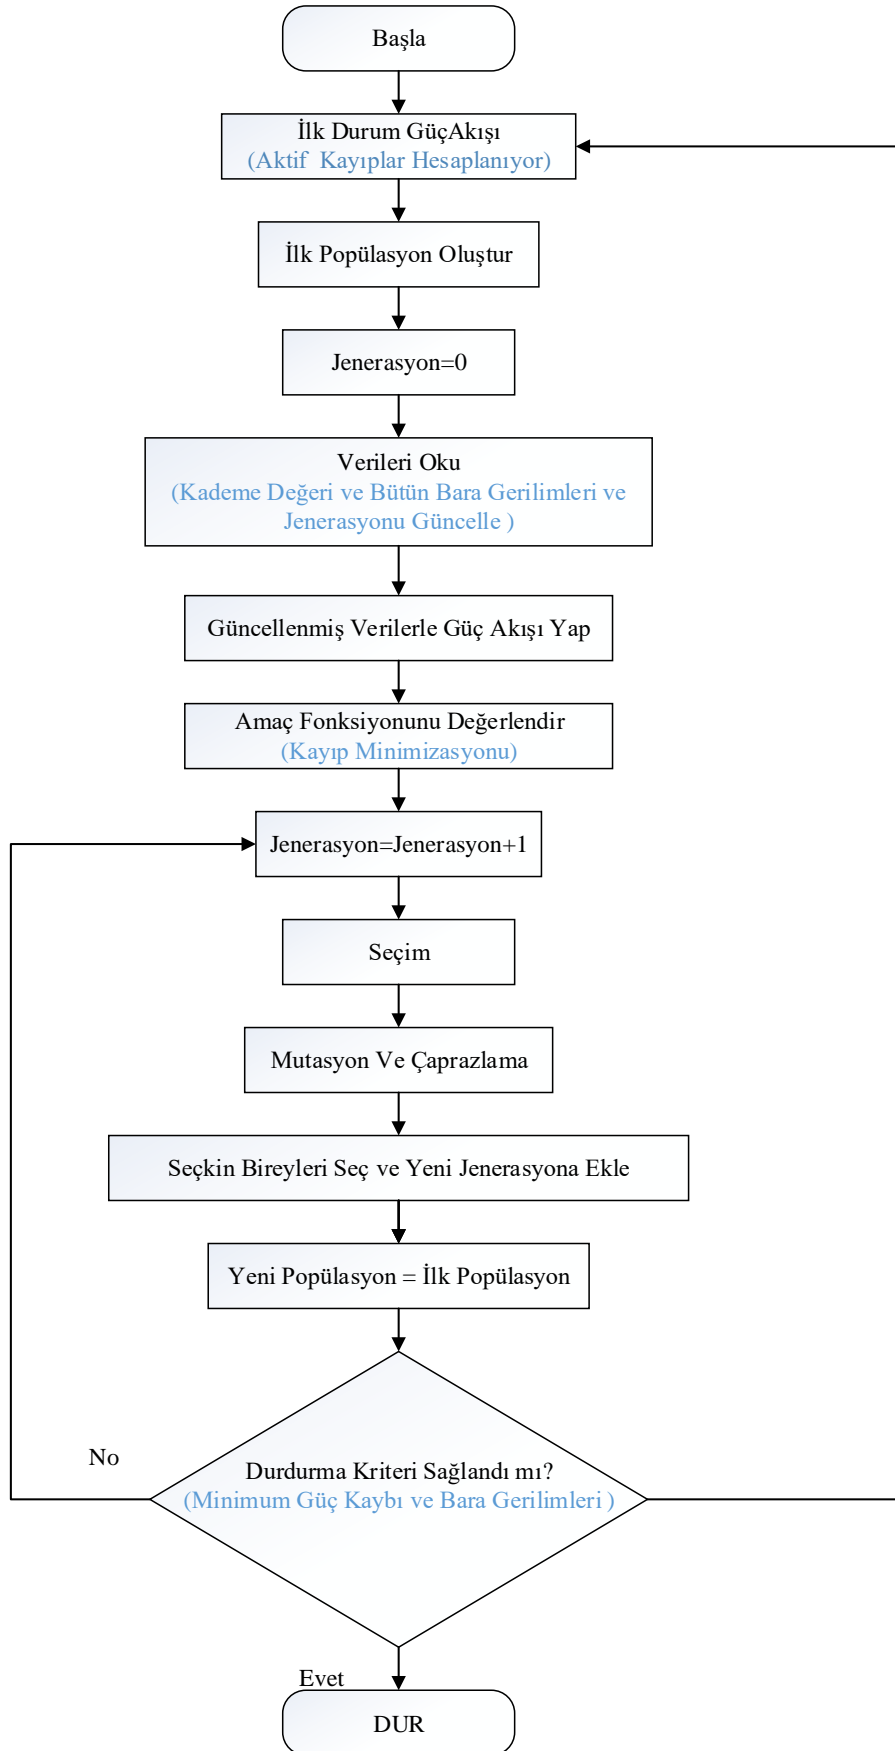 Başla
İlk Durum GüçAkışı
(Aktif Kayıplar Hesaplanıyor)
İlk Popülasyon Oluştur
Jenerasyon=0
Verileri Oku
(Kademe Değeri ve Bütün Bara Gerilimleri ve
Jenerasyonu Güncelle )
Güncellenmiş Verilerle Güç Akışı Yap
Amaç Fonksiyonunu Değerlendir
(Kayıp Minimizasyonu)
Jenerasyon=Jenerasyon+1
Seçim
Mutasyon Ve Çaprazlama
Seçkin Bireyleri Seç ve Yeni Jenerasyona Ekle
Yeni Popülasyon = İlk Popülasyon
No
Durdurma Kriteri Sağlandı mı?
(Minimum Güç Kaybı ve Bara Gerilimleri )
Evet
DUR